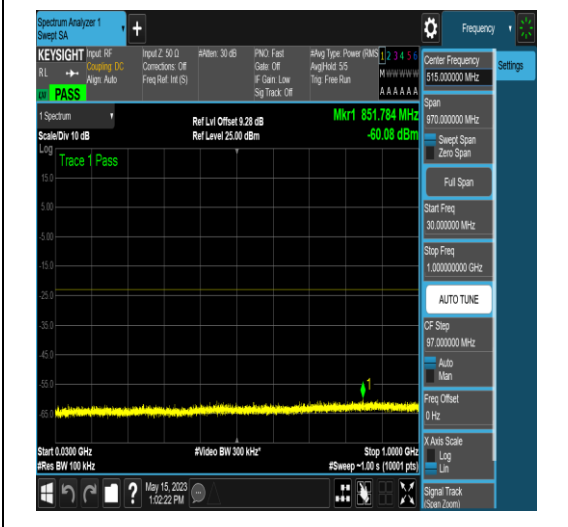 Spectrum Analyzer 1
Swept SA
+
Frequency
KEYSIGHT
RL
Input: RF
Coupling: DC
Align: Auto
Input Z: 50 Ω
Corrections: Off
Freq Ref: Int (S)
#Atten: 30 dB
PNO: Fast
Gate: Off
IF Gain: Low
Sig Track: Off
#Avg Type: Power (RMS
Avg|Hold: 5/5
Trig: Free Run
1 2 3 4 5 6
M W W W W W
A A A A A A
PASS
1 Spectrum
Scale/Div 10 dB
Ref Lvl Offset 9.28 dB
Ref Level 25.00 dBm
Mkr1 851.784 MHz
-60.08 dBm
Log
Trace 1 Pass
15.0
5.00
-5.00
-15.0
-25.0
-35.0
-45.0
-55.0
-65.0
1
Start 0.0300 GHz
#Res BW 100 kHz
#Video BW 300 kHz*
Stop 1.0000 GHz
#Sweep ~1.00 s (10001 pts)
?
May 15, 2023
1:02:22 PM
Center Frequency
515.000000 MHz
Settings
Span
970.000000 MHz
Swept Span
Zero Span
Full Span
Start Freq
30.000000 MHz
Stop Freq
1.000000000 GHz
AUTO TUNE
CF Step
97.000000 MHz
Auto
Man
Freq Offset
0 Hz
X Axis Scale
Log
Lin
Signal Track
(Span Zoom)